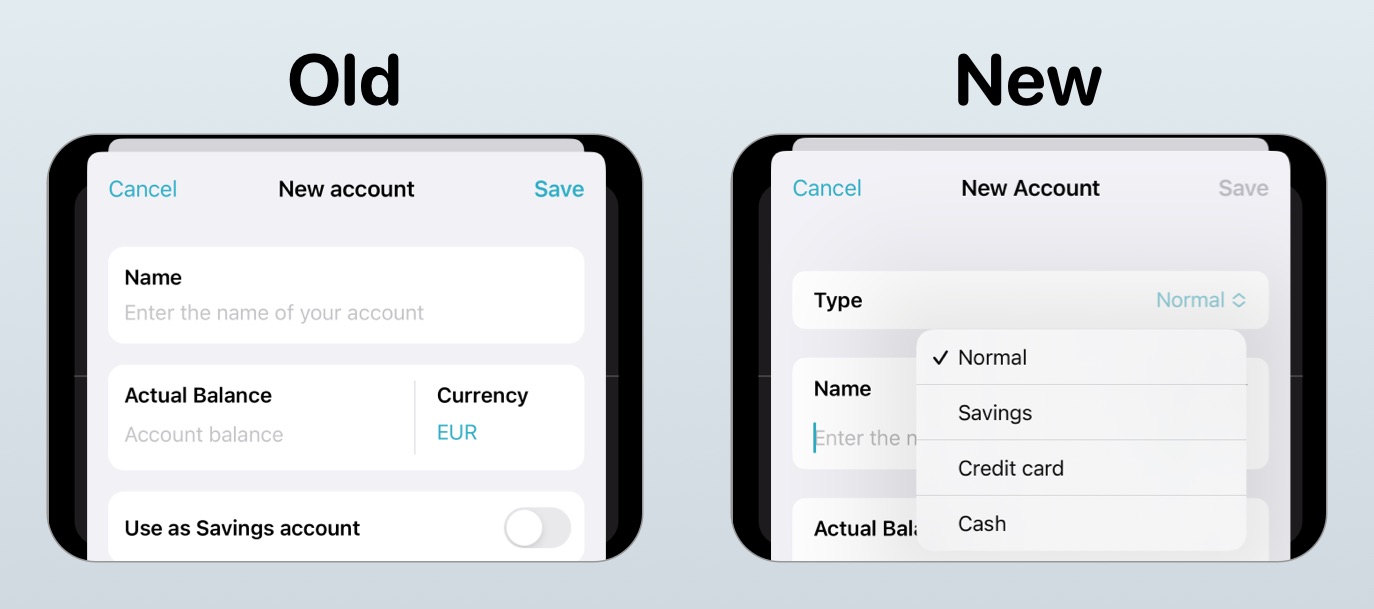 Old
Cancel New account Save
Name
Enter the name of your account
Actual Balance Currency
Account balance EUR
Use as Savings account
New
Cancel New Account Save
Type Normal
Normal
Savings
Credit card
Cash
Name
Enter the
Actual